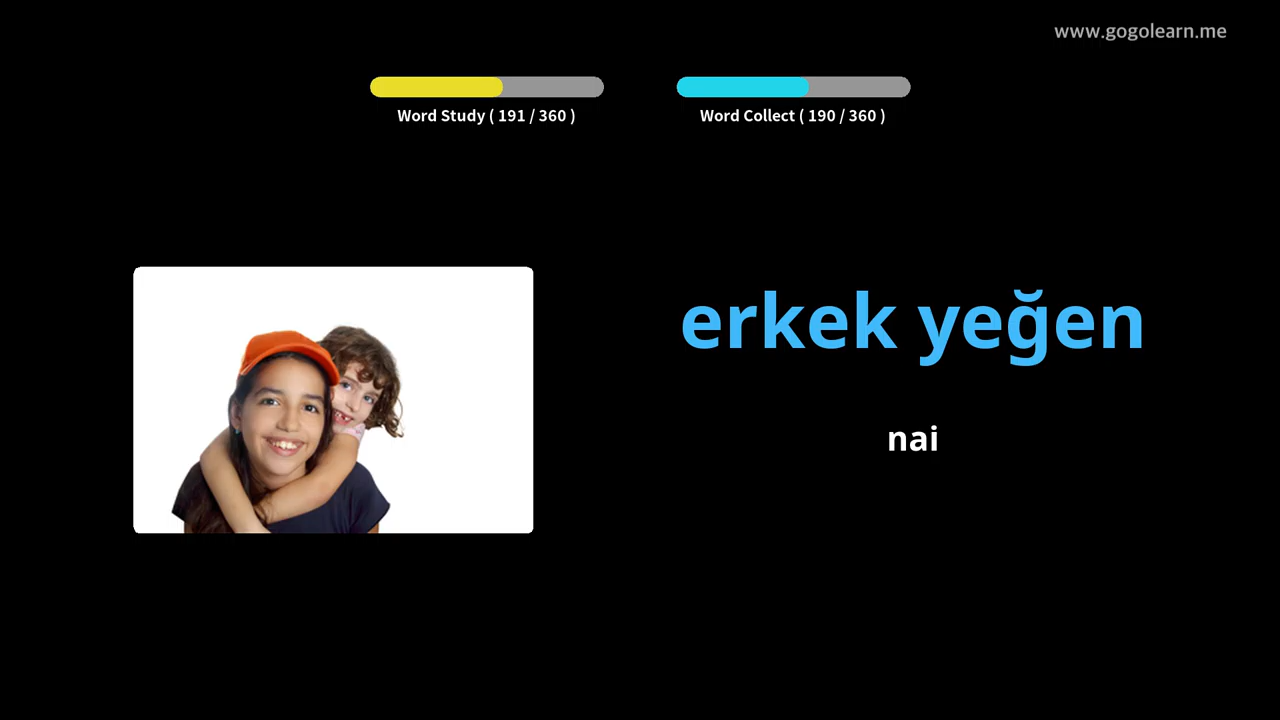 www.gogolearn.me
Word Study ( 191 / 360 )
Word Collect ( 190 / 360 )
erkek yeğen
nai